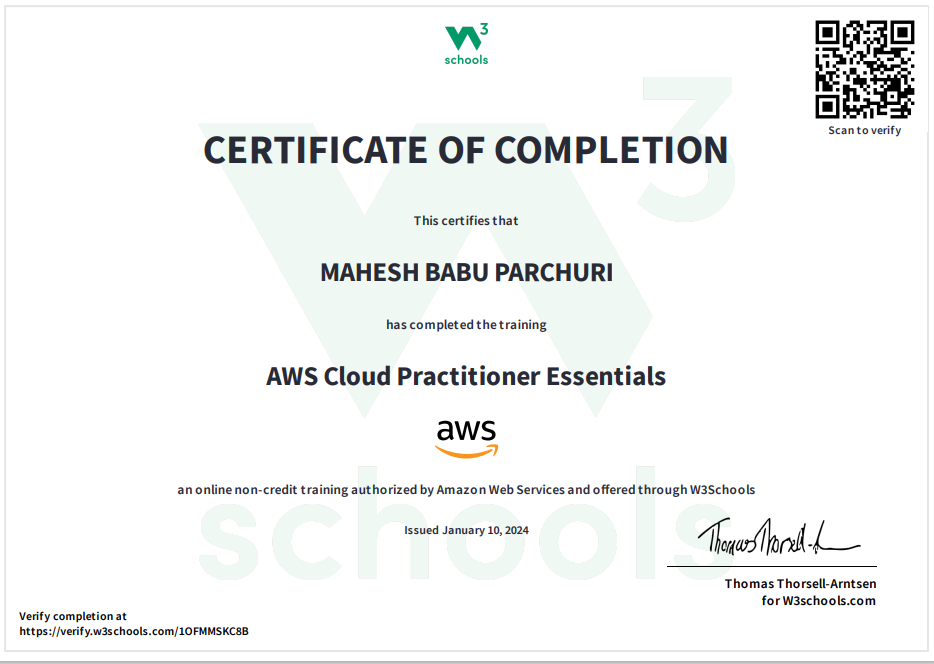 W3
schools
Scan to verify
CERTIFICATE OF COMPLETION
This certifies that
MAHESH BABU PARCHURI
has completed the training
AWS Cloud Practitioner Essentials
aws
an online non-credit training authorized by Amazon Web Services and offered through W3Schools
Issued January 10, 2024
Thomas Thorsell-A
Thomas Thorsell-Arntsen
for W3schools.com
Verify completion at
https://verify.w3schools.com/1OFMMSKC8B
W3
schools